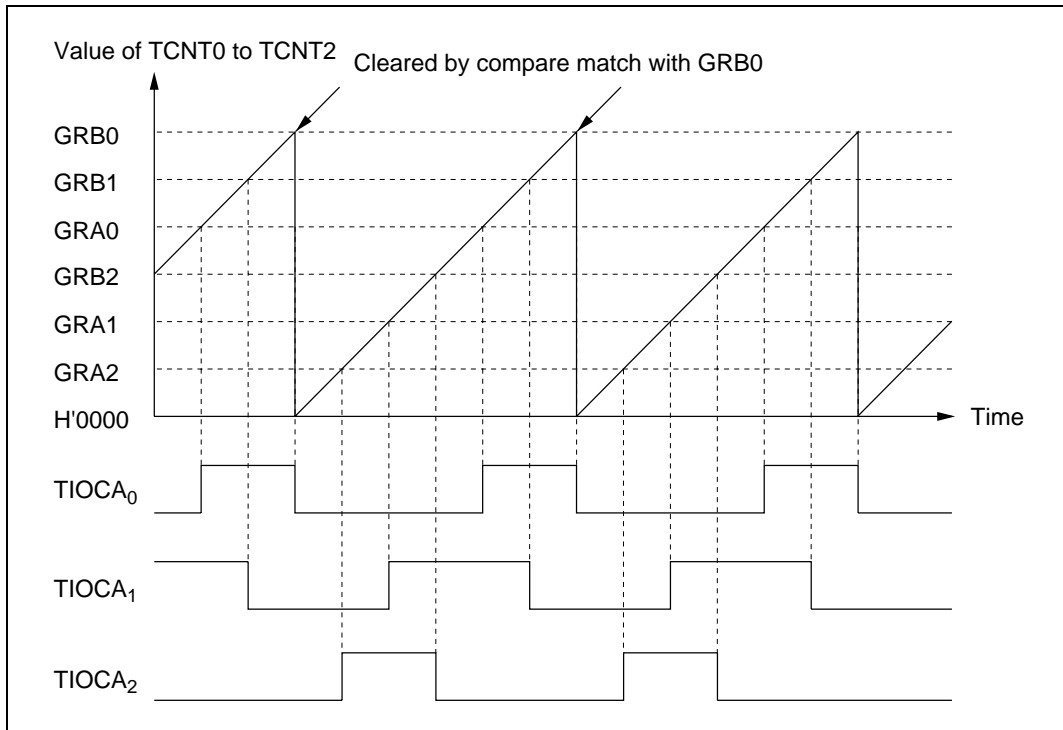 Value of TCNT0 to TCNT2
Cleared by compare match with GRB0
GRB0
GRB1
GRA0
GRB2
GRA1
GRA2
H'0000
Time
TIOCA0
TIOCA1
TIOCA2